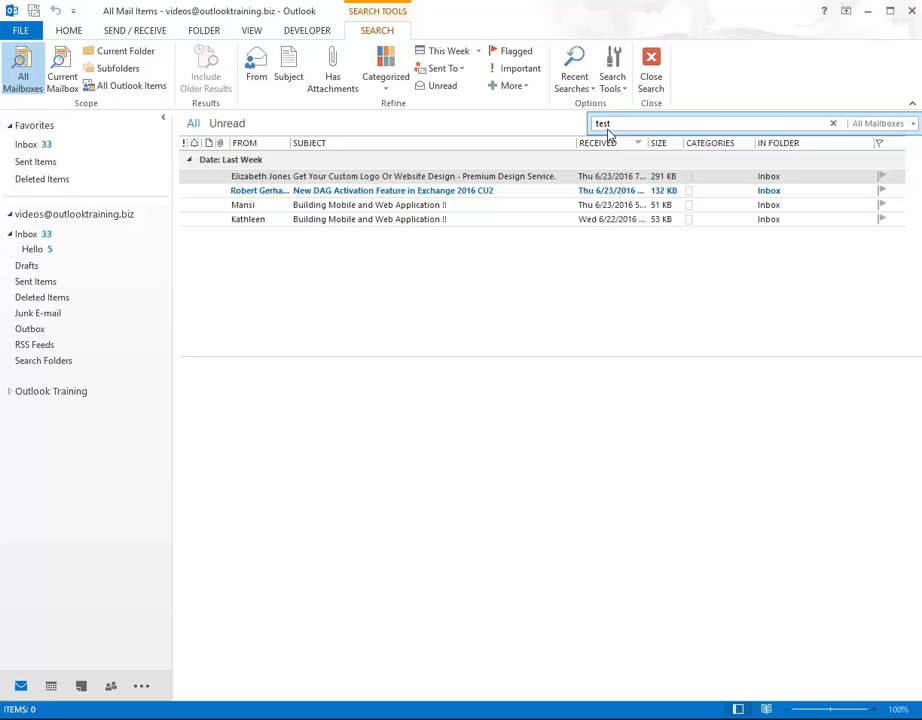 All Mail Items - videos@outlooktraining.biz - Outlook
SEARCH TOOLS
?
FILE HOME SEND / RECEIVE FOLDER VIEW DEVELOPER SEARCH
All Mailboxes
Current Mailbox
Current Folder
Subfolders
All Outlook Items
Scope
Include Older Results
Results
From
Subject
Has Attachments
Categorized
This Week
Sent To
Unread
Flagged
Important
More
Refine
Recent Searches
Search Tools
Options
Close Search
Close
Favorites
Inbox 33
Sent Items
Deleted Items
videos@outlooktraining.biz
Inbox 33
Hello 5
Drafts
Sent Items
Deleted Items
Junk E-mail
Outbox
RSS Feeds
Search Folders
Outlook Training
All Unread
test All Mailboxes
! FROM SUBJECT RECEIVED SIZE CATEGORIES IN FOLDER
Date: Last Week
Elizabeth Jones Get Your Custom Logo Or Website Design - Premium Design Service. Thu 6/23/2016 7... 291 KB Inbox
Robert Gerha... New DAG Activation Feature in Exchange 2016 CU2 Thu 6/23/2016 ... 132 KB Inbox
Mansi Building Mobile and Web Application !! Thu 6/23/2016 5... 51 KB Inbox
Kathleen Building Mobile and Web Application !! Wed 6/22/2016 ... 53 KB Inbox
ITEMS: 0
100%